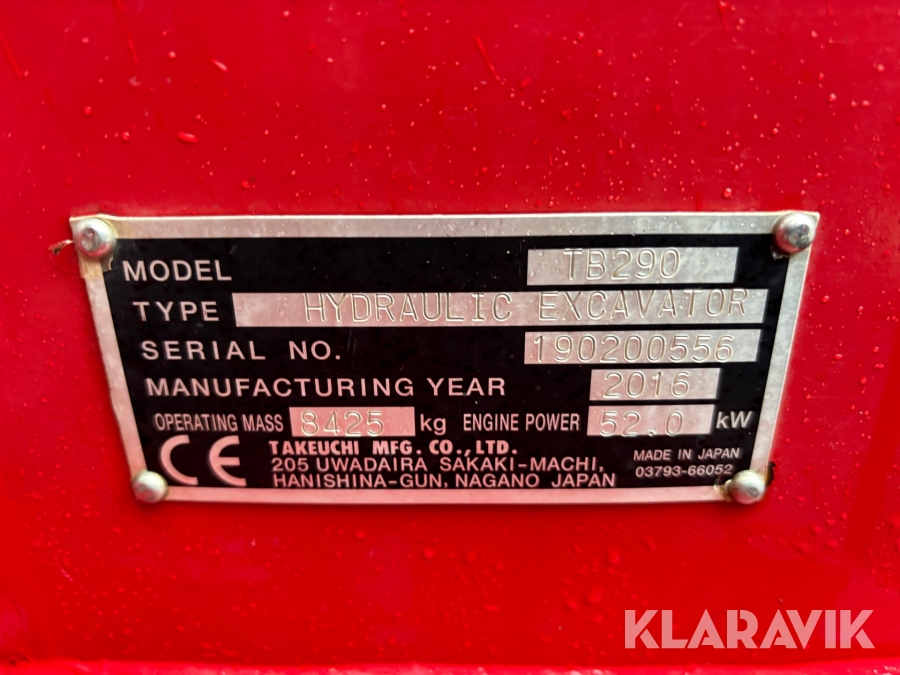 MODEL TB290
TYPE HYDRAULIC EXCAVATOR
SERIAL NO. 190200556
MANUFACTURING YEAR 2016
OPERATING MASS 8425 kg ENGINE POWER 52.0 kW
CE TAKEUCHI MFG. CO., LTD.
205 UWADAIRA SAKAKI-MACHI,
HANISHINA-GUN, NAGANO JAPAN
MADE IN JAPAN
03793-66052
KLARAVIK